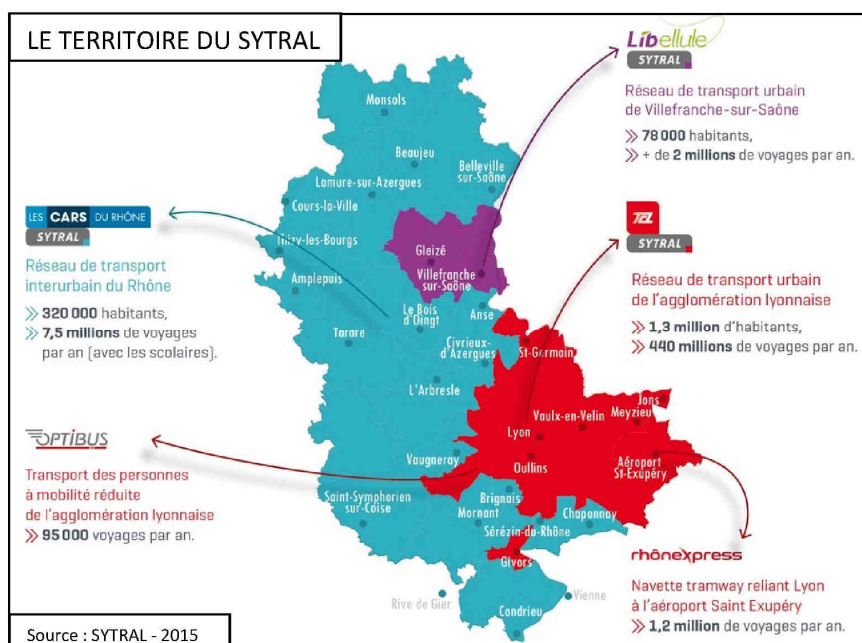 LE TERRITOIRE DU SYTRAL
Libellule
SYTRAL
Réseau de transport urbain
de Villefranche-sur-Saône
>> 78 000 habitants,
>> + de 2 millions de voyages par an.
TCL
SYTRAL
Réseau de transport urbain
de l'agglomération lyonnaise
>> 1,3 million d'habitants,
>> 440 millions de voyages par an.
LES CARS DU RHÔNE
SYTRAL
Réseau de transport
interurbain du Rhône
>> 320 000 habitants,
>> 7,5 millions de voyages
par an (avec les scolaires).
OPTIBUS
Transport des personnes
à mobilité réduite
de l'agglomération lyonnaise
>> 95 000 voyages par an.
rhônexpress
Navette tramway reliant Lyon
à l'aéroport Saint Exupéry
>> 1,2 million de voyages par an.
Monsols
Beaujeu
Belleville
sur-Saône
Lamure-sur-Azergues
Cours-la-Ville
Thizy-les-Bourgs
Gleizé
Villefranche
sur-Saône
Amplepuis
Le Bois
d'Oingt
Anse
Tarare
Civrieux-
d'Azergues
St-Germain
L'Arbresle
Jons
Meyzieu
Vaulx-en-Velin
Lyon
Vaugneray
Oullins
Aéroport
St-Exupéry
Saint-Symphorien
sur-Coise
Brignais
Mornant
Chaponnay
Sérézin-du-Rhône
Givors
Rive de Gier
Vienne
Condrieu
Source : SYTRAL - 2015